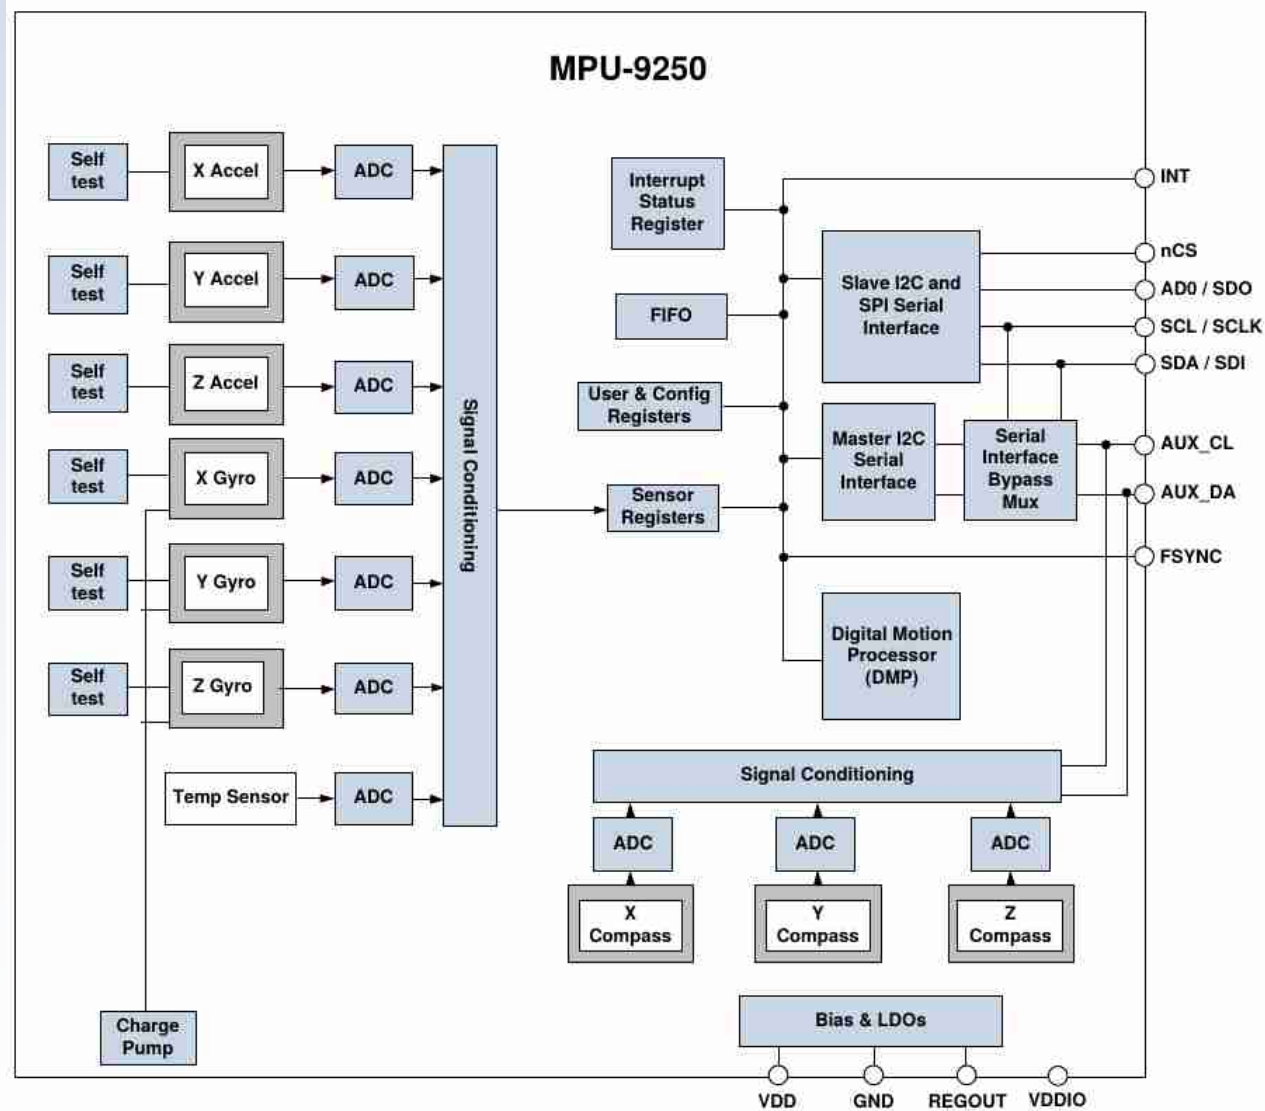 MPU-9250
Self
test
X Accel
ADC
Self
test
Y Accel
ADC
Self
test
Z Accel
ADC
Self
test
X Gyro
ADC
Self
test
Y Gyro
ADC
Self
test
Z Gyro
ADC
Temp Sensor
ADC
Signal Conditioning
Charge
Pump
Interrupt
Status
Register
FIFO
User & Config
Registers
Sensor
Registers
Slave I2C and
SPI Serial
Interface
Master I2C
Serial
Interface
Serial
Interface
Bypass
Mux
Digital Motion
Processor
(DMP)
INT
nCS
AD0 / SDO
SCL / SCLK
SDA / SDI
AUX_CL
AUX_DA
FSYNC
Signal Conditioning
ADC
ADC
ADC
X
Compass
Y
Compass
Z
Compass
Bias & LDOs
VDD
GND
REGOUT
VDDIO